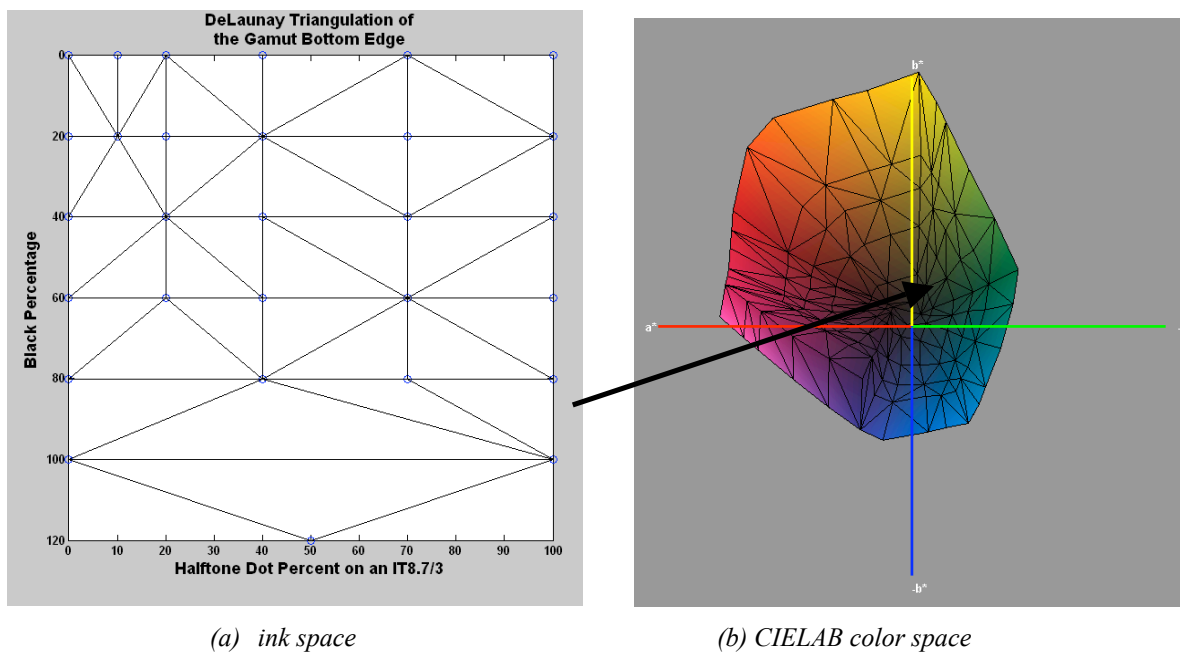 DeLaunay Triangulation of
the Gamut Bottom Edge
0
20
40
60
80
100
120
Black Percentage
0 10 20 30 40 50 60 70 80 90 100
Halftone Dot Percent on an IT8.7/3
(a) ink space
b*
a*
-b*
(b) CIELAB color space